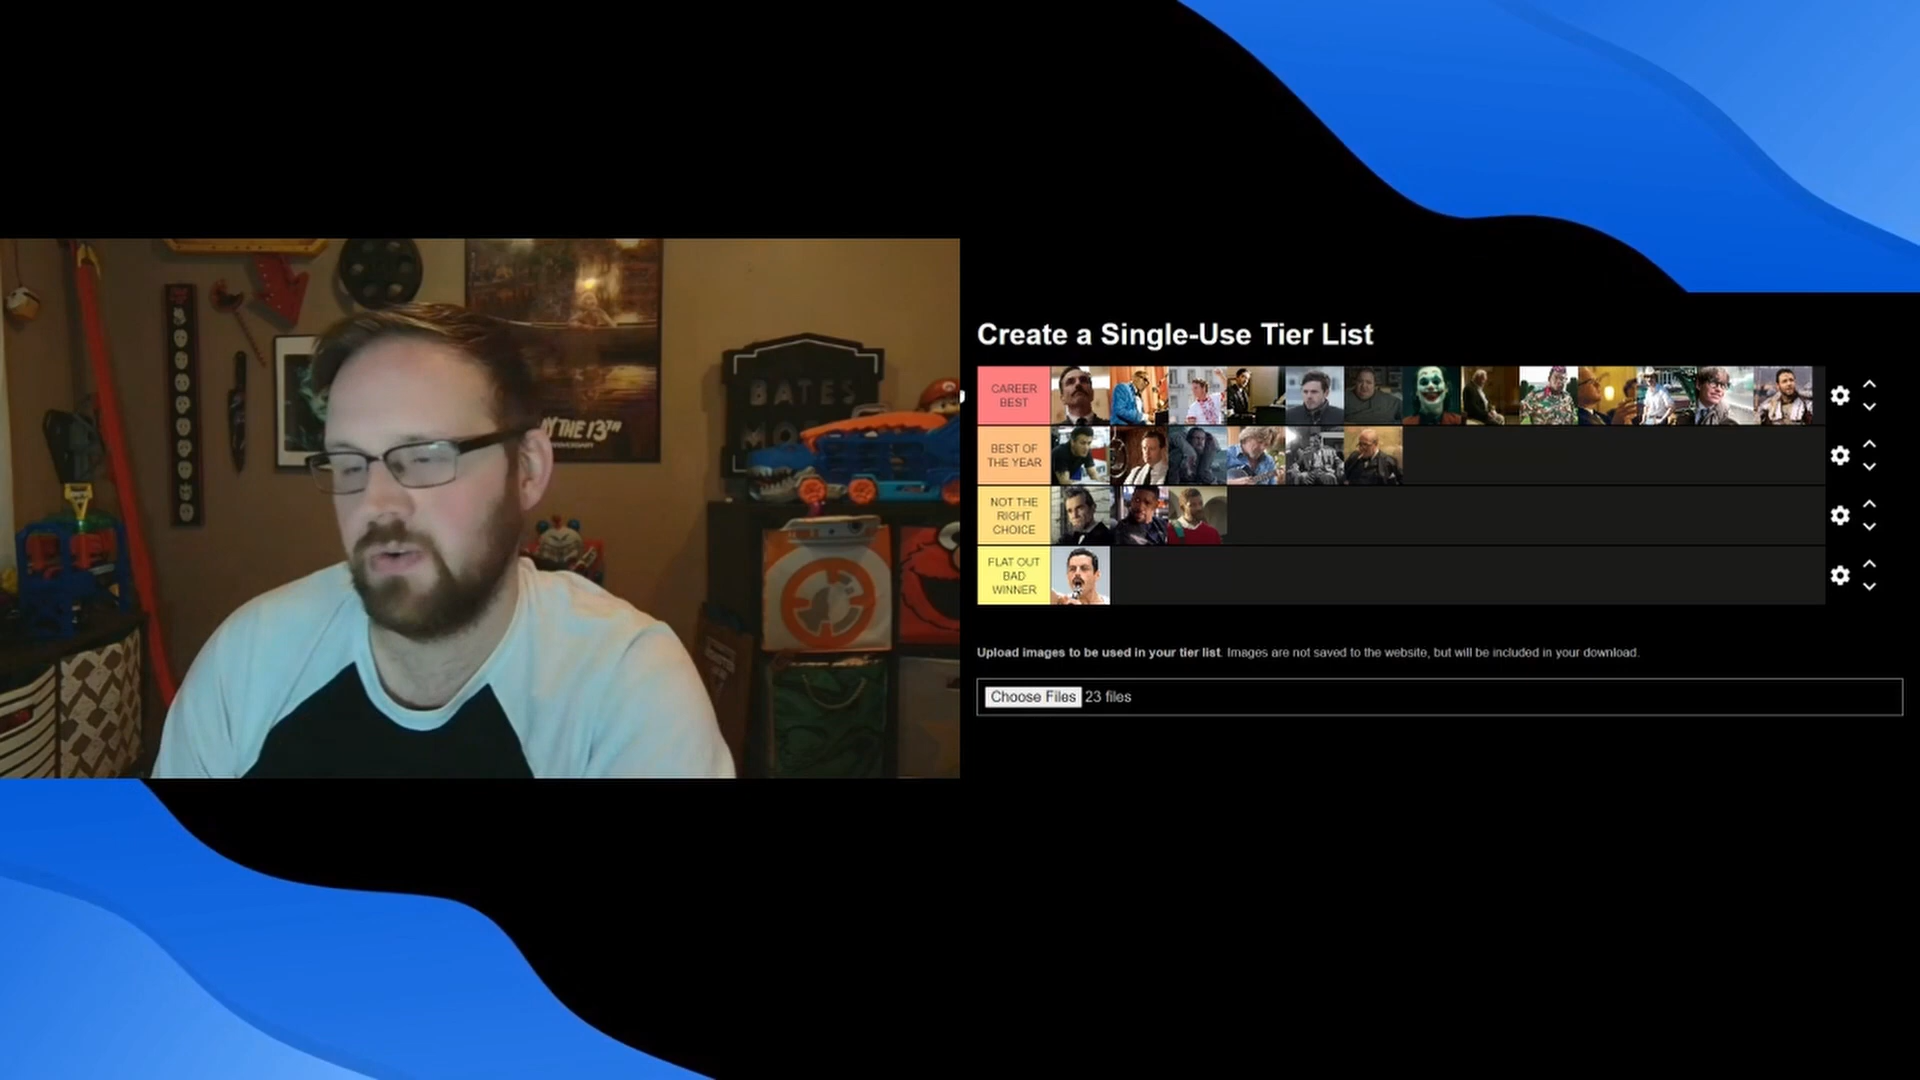 BATES
MO
Y THE 13TH
Create a Single-Use Tier List
CAREER
BEST
BEST OF
THE YEAR
NOT THE
RIGHT
CHOICE
FLAT OUT
BAD
WINNER
Upload images to be used in your tier list. Images are not saved to the website, but will be included in your download.
Choose Files 23 files